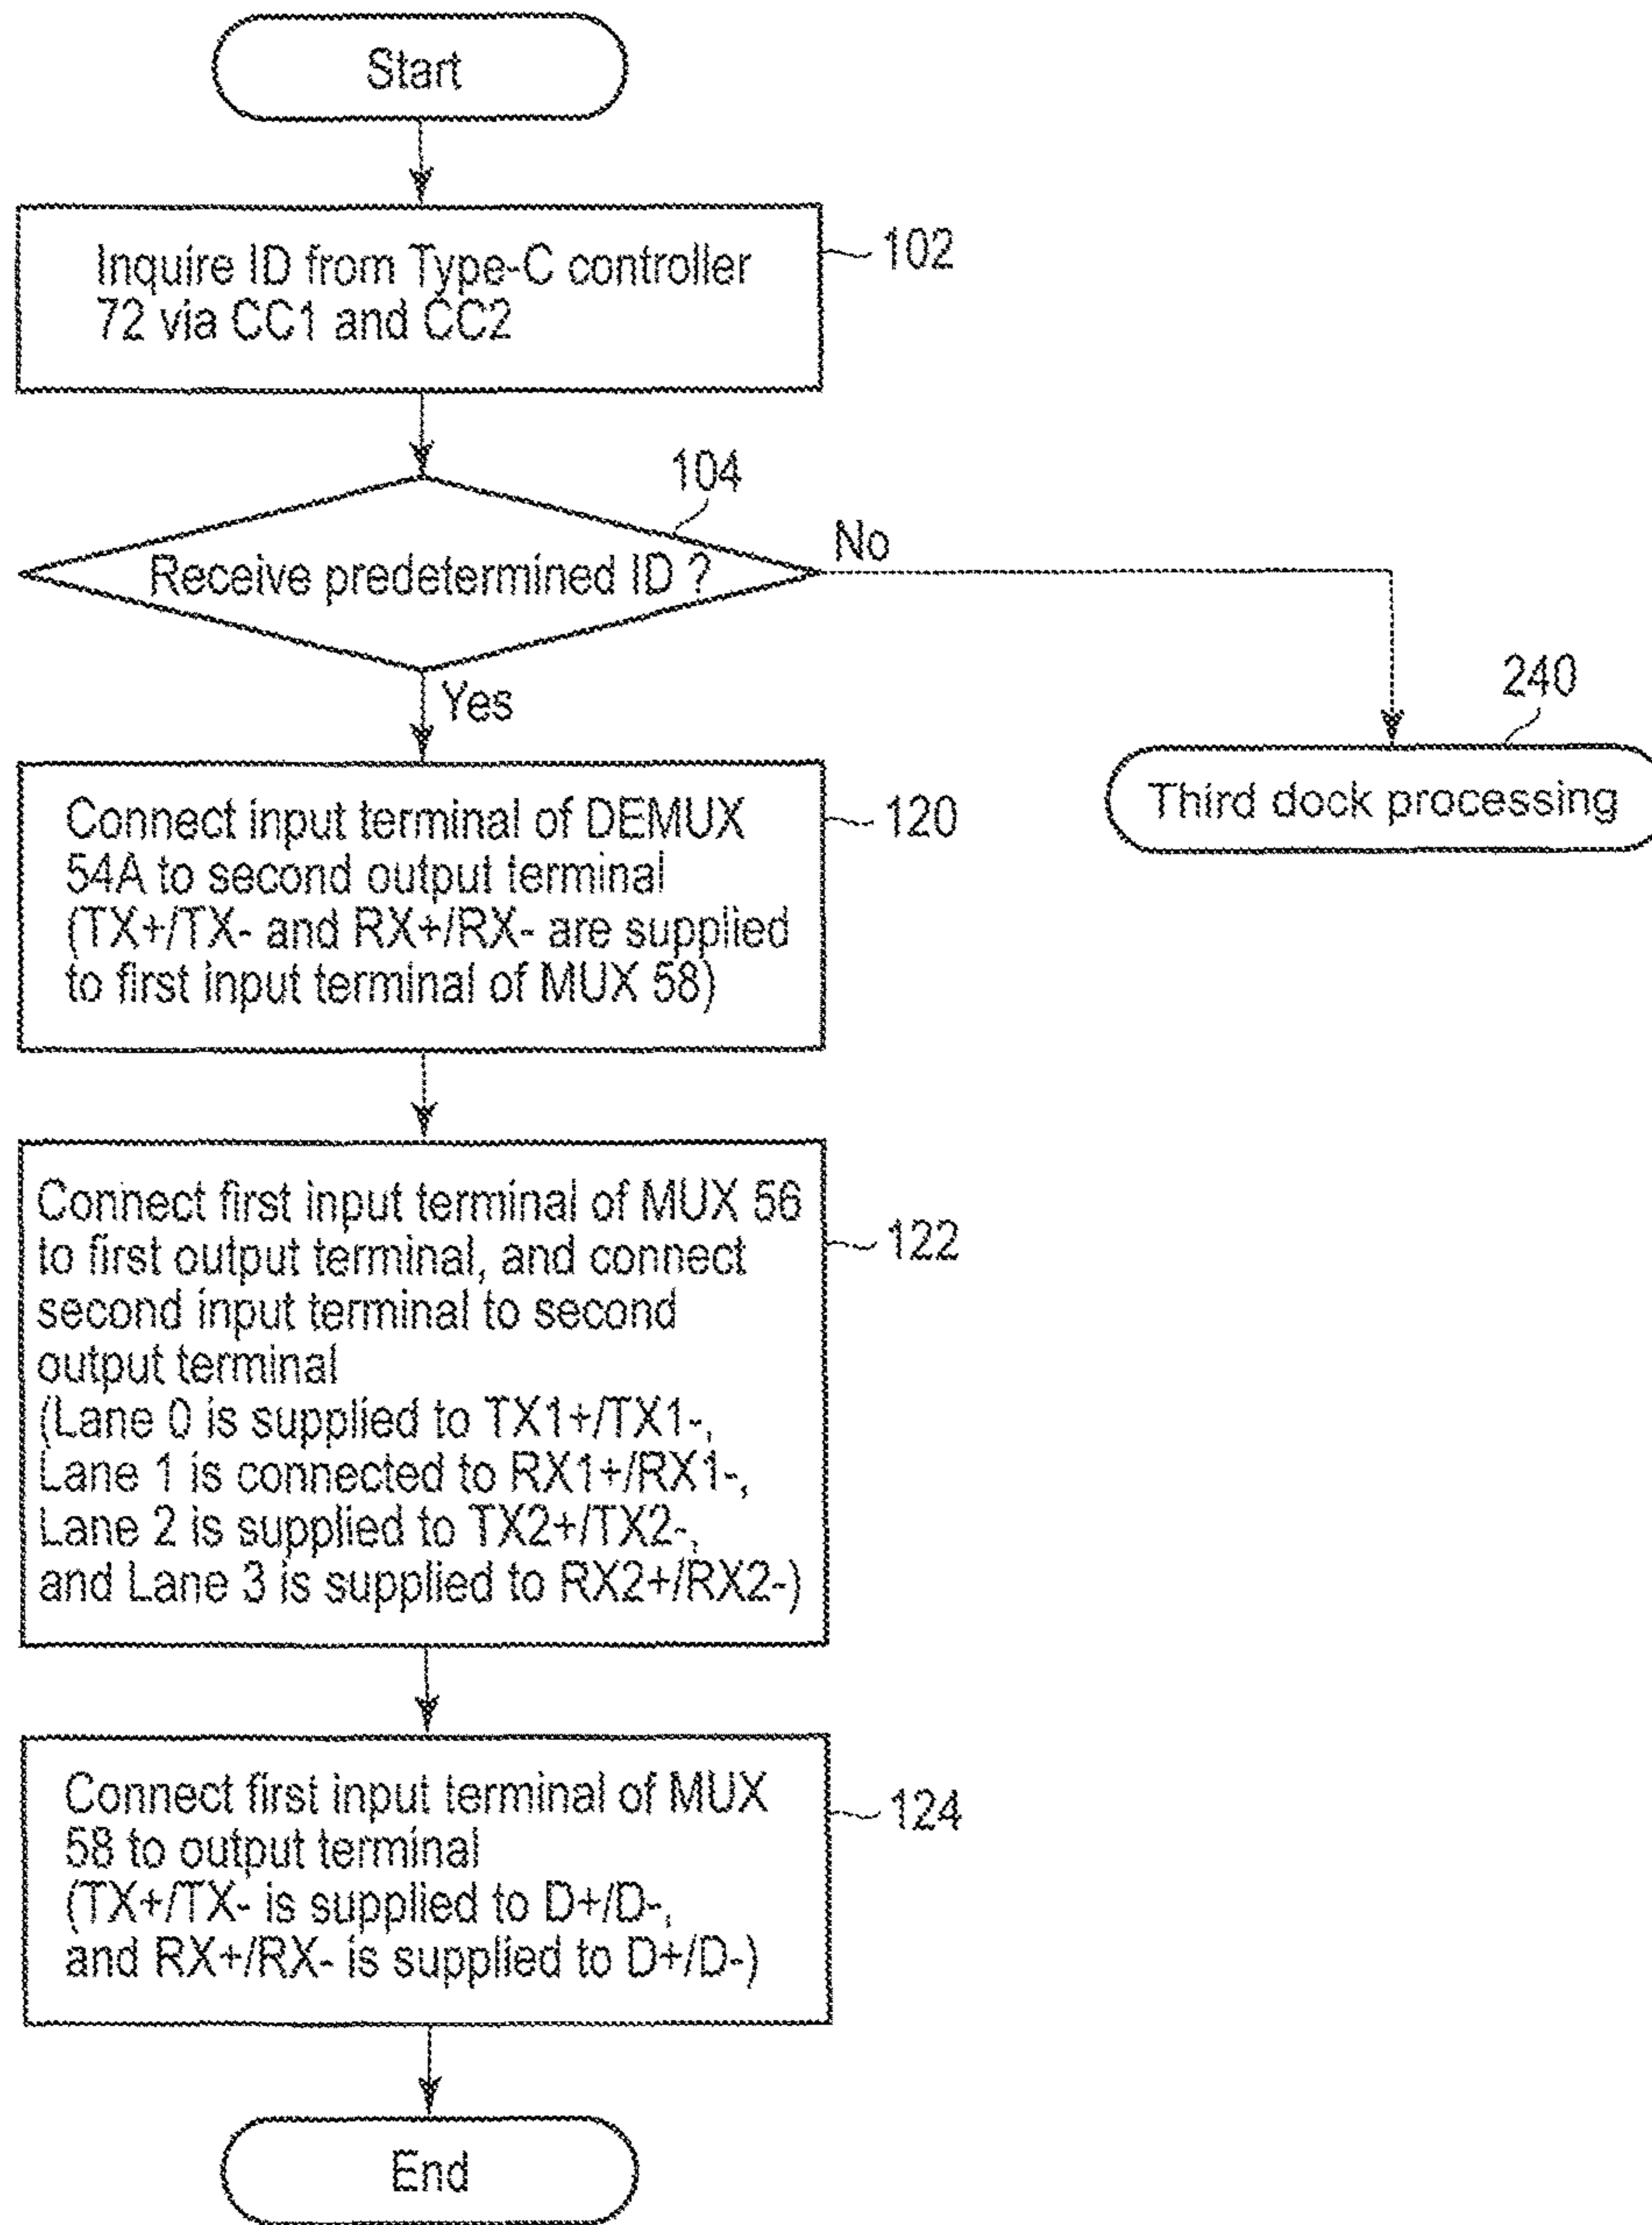 Start
Inquire ID from Type-C controller
72 via CC1 and CC2
102
104
Receive predetermined ID ?
No
Yes
240
Third dock processing
Connect input terminal of DEMUX
54A to second output terminal
(TX+/TX- and RX+/RX- are supplied
to first input terminal of MUX 58)
120
Connect first input terminal of MUX 56
to first output terminal, and connect
second input terminal to second
output terminal
(Lane 0 is supplied to TX1+/TX1-,
Lane 1 is connected to RX1+/RX1-,
Lane 2 is supplied to TX2+/TX2-,
and Lane 3 is supplied to RX2+/RX2-)
122
Connect first input terminal of MUX
58 to output terminal
(TX+/TX- is supplied to D+/D-,
and RX+/RX- is supplied to D+/D-)
124
End